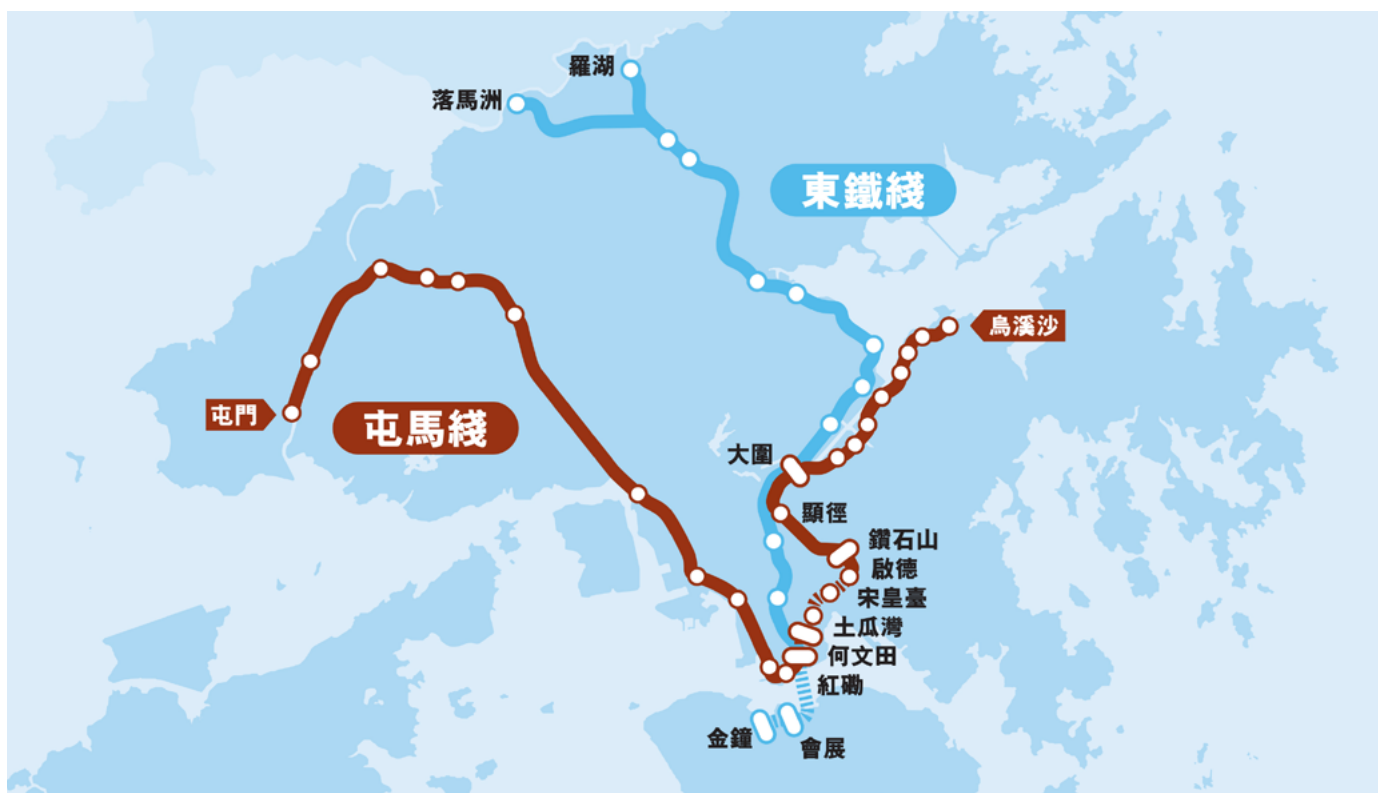 羅湖
落馬洲
東鐵綫
烏溪沙
屯門
屯馬綫
大圍
顯徑
鑽石山
啟德
宋皇臺
土瓜灣
何文田
紅磡
金鐘
會展